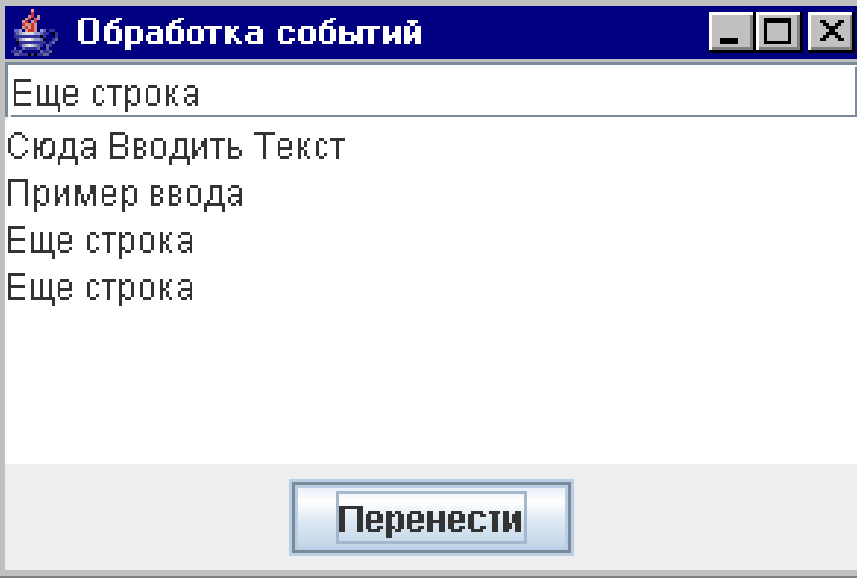 Обработка событий
Еще строка
Сюда Вводить Текст
Пример ввода
Еще строка
Еще строка
Перенести